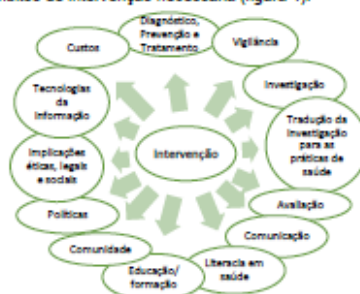 Diagnóstico,
Prevenção e
Tratamento
Vigilância
Investigação
Tradução da
Investigação
para as
práticas de
saúde
Avaliação
Comunicação
Literacia em
saúde
Educação/
formação
Comunidade
Políticas
Implicações
éticas, legais
e sociais
Tecnologias
da
Informação
Custos
Intervenção